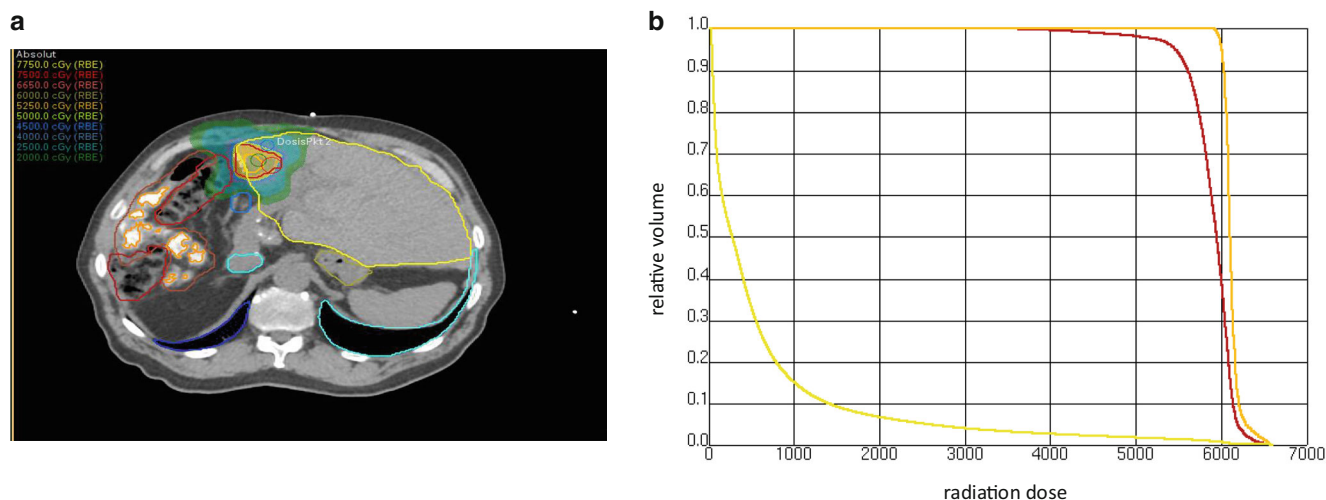 a
Absolut
7750.0 cGy (RBE)
7500.0 cGy (RBE)
6650.0 cGy (RBE)
6000.0 cGy (RBE)
5250.0 cGy (RBE)
5000.0 cGy (RBE)
4500.0 cGy (RBE)
4000.0 cGy (RBE)
2500.0 cGy (RBE)
2000.0 cGy (RBE)
DosisPkt 2
b
relative volume
1.0
0.9
0.8
0.7
0.6
0.5
0.4
0.3
0.2
0.1
0.0
0 1000 2000 3000 4000 5000 6000 7000
radiation dose